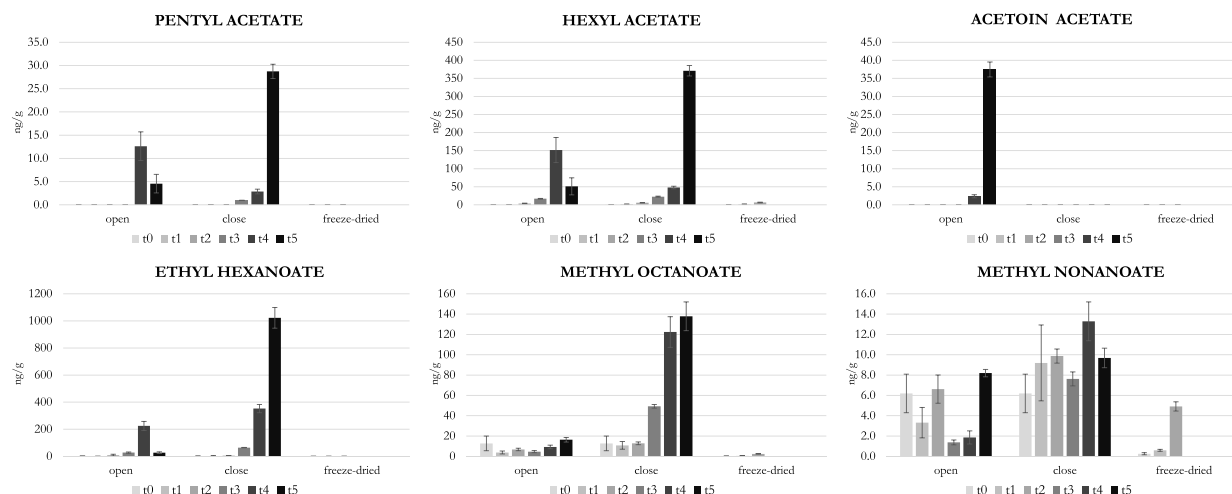 PENTYL ACETATE
35.0
30.0
25.0
20.0
15.0
10.0
5.0
0.0
ng/g
open close freeze-dried
t0 t1 t2 t3 t4 t5
HEXYL ACETATE
450
400
350
300
250
200
150
100
50
0
ng/g
open close freeze-dried
t0 t1 t2 t3 t4 t5
ACETOIN ACETATE
45.0
40.0
35.0
30.0
25.0
20.0
15.0
10.0
5.0
0.0
ng/g
open close freeze-dried
t0 t1 t2 t3 t4 t5
ETHYL HEXANOATE
1200
1000
800
600
400
200
0
ng/g
open close freeze-dried
t0 t1 t2 t3 t4 t5
METHYL OCTANOATE
160
140
120
100
80
60
40
20
0
ng/g
open close freeze-dried
t0 t1 t2 t3 t4 t5
METHYL NONANOATE
16.0
14.0
12.0
10.0
8.0
6.0
4.0
2.0
0.0
ng/g
open close freeze-dried
t0 t1 t2 t3 t4 t5